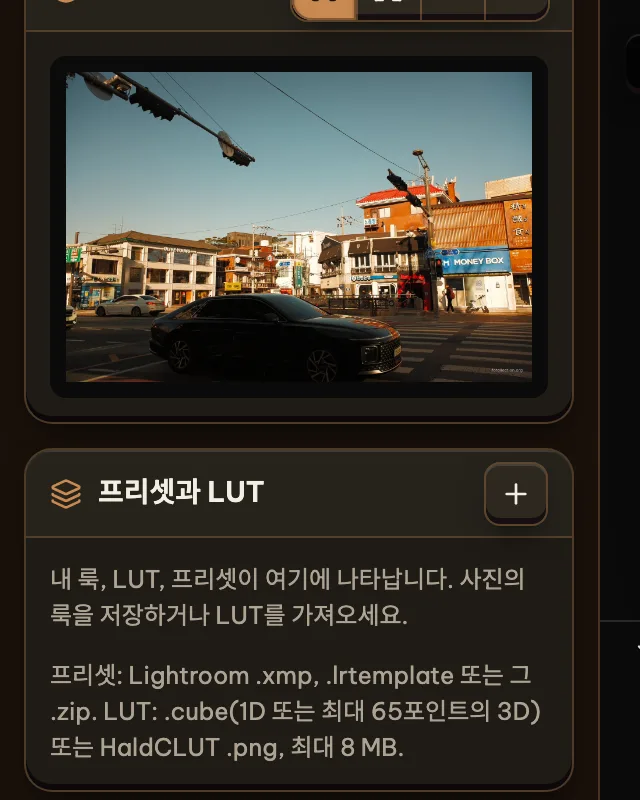 MONEY BOX
프리셋과 LUT
내 룩, LUT, 프리셋이 여기에 나타납니다. 사진의
룩을 저장하거나 LUT를 가져오세요.
프리셋: Lightroom .xmp, .lrtemplate 또는 그
.zip. LUT: .cube(1D 또는 최대 65포인트의 3D)
또는 HaldCLUT .png, 최대 8 MB.